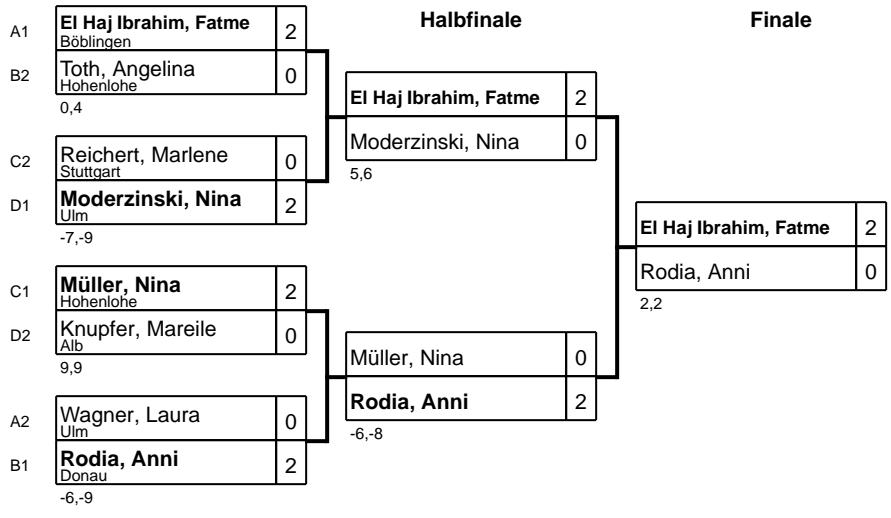 Halbfinale
Finale
A1
El Haj Ibrahim, Fatme 2
Böblingen
B2
Toth, Angelina 0
Hohenlohe
0,4
C2
Reichert, Marlene 0
Stuttgart
D1
Moderzinski, Nina 2
Ulm
-7,-9
C1
Müller, Nina 2
Hohenlohe
D2
Knupfer, Mareile 0
Alb
9,9
A2
Wagner, Laura 0
Ulm
B1
Rodia, Anni 2
Donau
-6,-9
El Haj Ibrahim, Fatme 2
Moderzinski, Nina 0
5,6
Müller, Nina 0
Rodia, Anni 2
-6,-8
El Haj Ibrahim, Fatme 2
Rodia, Anni 0
2,2